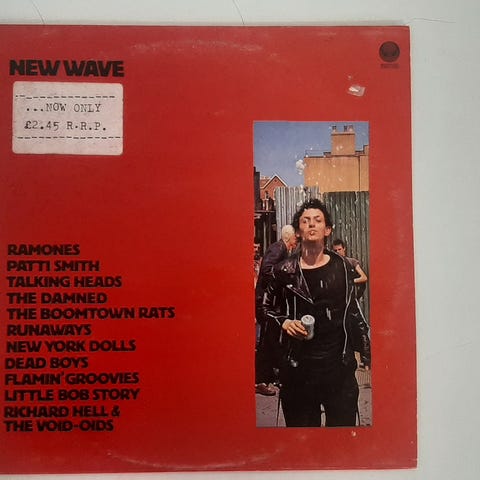 NEW WAVE
...NOW ONLY
£2.45 R.R.P.
RAMONES
PATTI SMITH
TALKING HEADS
THE DAMNED
THE BOOMTOWN RATS
RUNAWAYS
NEW YORK DOLLS
DEAD BOYS
FLAMIN' GROOVIES
LITTLE BOB STORY
RICHARD HELL &
THE VOID-OIDS